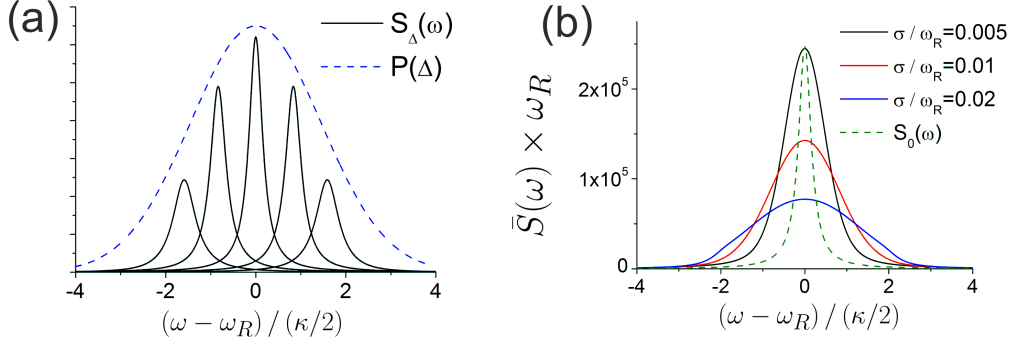 (a)
S_Δ(ω)
P(Δ)
-4 -2 0 2 4
(ω − ω_R) / (κ/2)
(b)
σ / ω_R=0.005
σ / ω_R=0.01
σ / ω_R=0.02
S_0(ω)
S̄(ω) × ω_R
2x10^5
1x10^5
0
-4 -2 0 2 4
(ω − ω_R) / (κ/2)